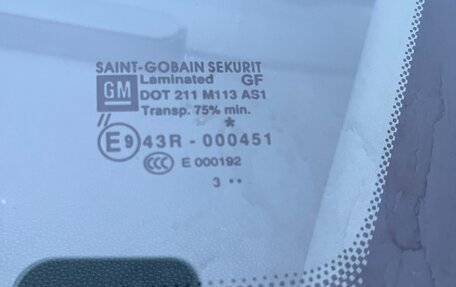 SAINT-GOBAIN SEKURIT
GM Laminated GF
DOT 211 M113 AS1
Transp. 75% min.
// *
E9 43R - 000451
CCC E 000192
3 ••